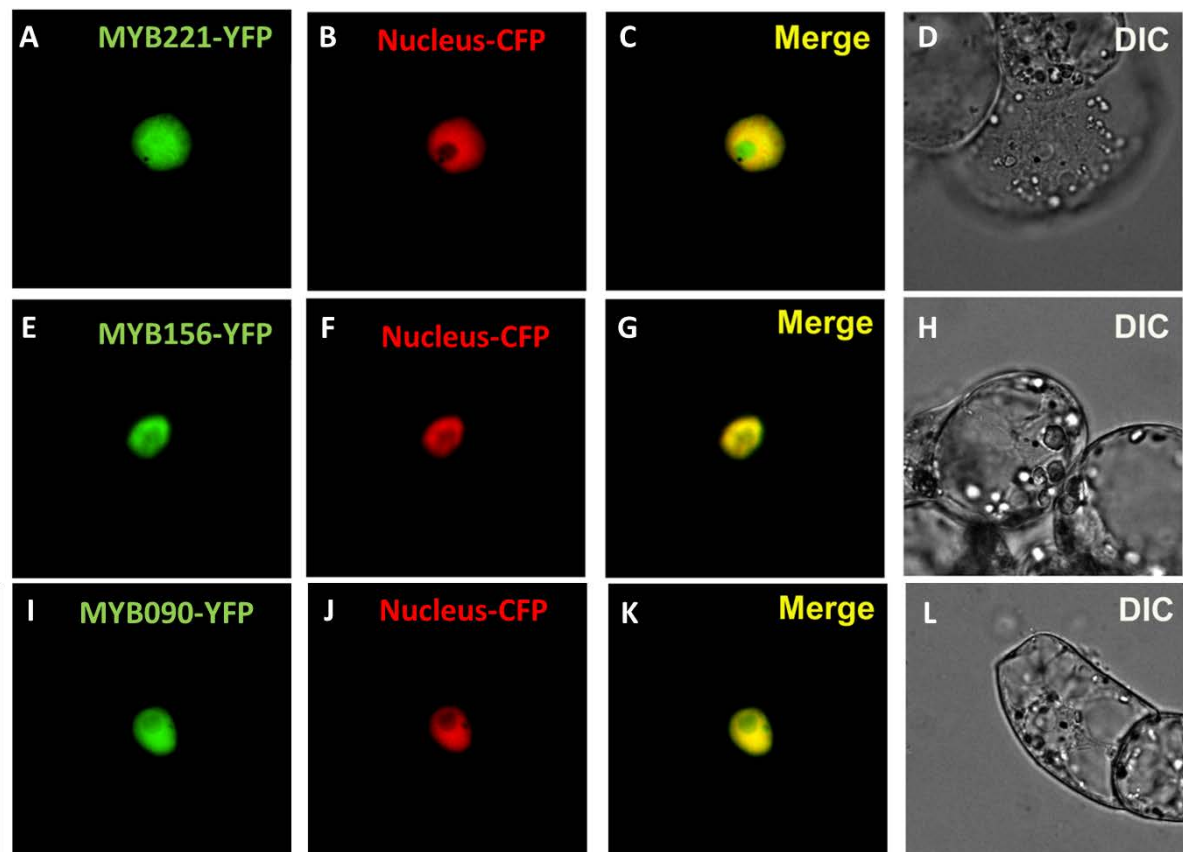 A MYB221-YFP
B Nucleus-CFP
C Merge
D DIC
E MYB156-YFP
F Nucleus-CFP
G Merge
H DIC
I MYB090-YFP
J Nucleus-CFP
K Merge
L DIC